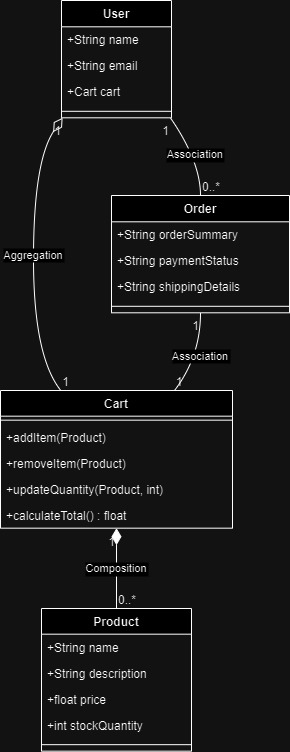 User
+String name
+String email
+Cart cart
1
1
Association
0..*
Order
+String orderSummary
+String paymentStatus
+String shippingDetails
Aggregation
1
Association
1
1
Cart
+addItem(Product)
+removeItem(Product)
+updateQuantity(Product, int)
+calculateTotal() : float
1
Composition
0..*
Product
+String name
+String description
+float price
+int stockQuantity